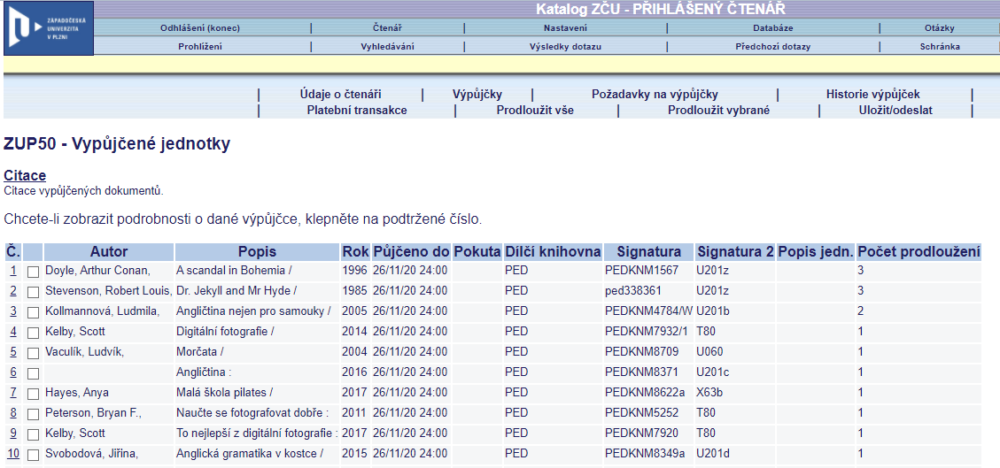 ZÁPADOČESKÁ
UNIVERZITA
V PLZNI
Katalog ZČU - PŘIHLÁŠENÝ ČTENÁŘ
Odhlášení (konec) | Čtenář | Nastavení | Databáze | Otázky
Prohlížení | Vyhledávání | Výsledky dotazu | Předchozí dotazy | Schránka
| Údaje o čtenáři | Výpůjčky | Požadavky na výpůjčky | Historie výpůjček |
| Platební transakce | Prodloužit vše | Prodloužit vybrané | Uložit/odeslat |
ZUP50 - Vypůjčené jednotky
Citace
Citace vypůjčených dokumentů.
Chcete-li zobrazit podrobnosti o dané výpůjčce, klepněte na podtržené číslo.
Č. Autor Popis Rok Půjčeno do Pokuta Dílčí knihovna Signatura Signatura 2 Popis jedn. Počet prodloužení
1 Doyle, Arthur Conan, A scandal in Bohemia / 1996 26/11/20 24:00 PED PEDKNM1567 U201z 3
2 Stevenson, Robert Louis, Dr. Jekyll and Mr Hyde / 1985 26/11/20 24:00 PED ped338361 U201z 3
3 Kollmannová, Ludmila, Angličtina nejen pro samouky / 2005 26/11/20 24:00 PED PEDKNM4784/W U201b 2
4 Kelby, Scott Digitální fotografie / 2014 26/11/20 24:00 PED PEDKNM7932/1 T80 1
5 Vaculík, Ludvík, Morčata / 2004 26/11/20 24:00 PED PEDKNM8709 U060 1
6 Angličtina : 2016 26/11/20 24:00 PED PEDKNM8371 U201c 1
7 Hayes, Anya Malá škola pilates / 2017 26/11/20 24:00 PED PEDKNM8622a X63b 1
8 Peterson, Bryan F., Naučte se fotografovat dobře : 2011 26/11/20 24:00 PED PEDKNM5252 T80 1
9 Kelby, Scott To nejlepší z digitální fotografie : 2017 26/11/20 24:00 PED PEDKNM7920 T80 1
10 Svobodová, Jiřina, Anglická gramatika v kostce / 2015 26/11/20 24:00 PED PEDKNM8349a U201d 1